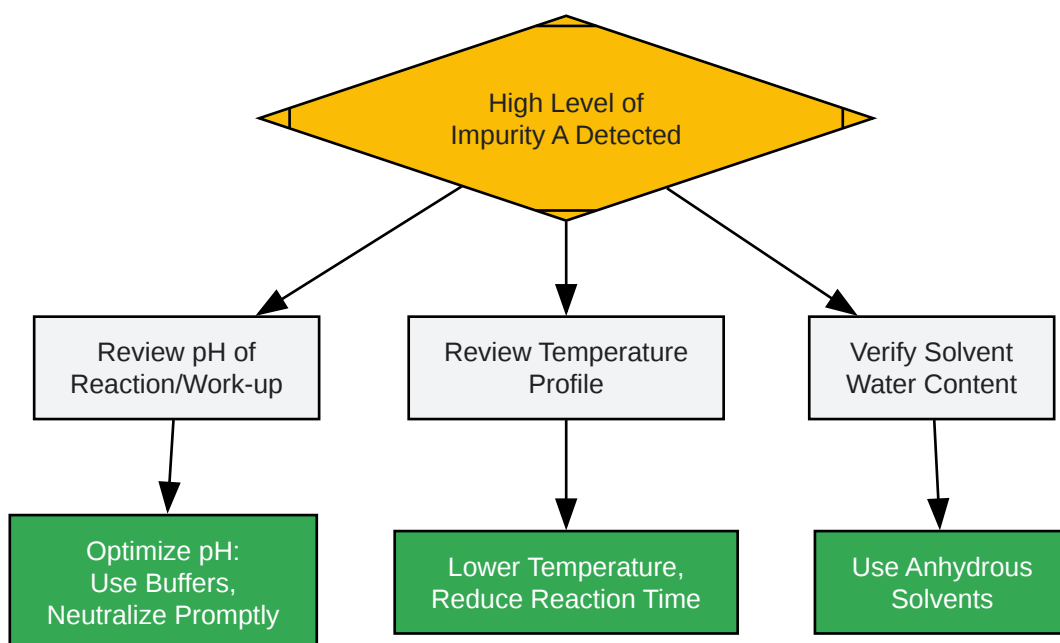 High Level of
Impurity A Detected
Review pH of
Reaction/Work-up
Review Temperature
Profile
Verify Solvent
Water Content
Optimize pH:
Use Buffers,
Neutralize Promptly
Lower Temperature,
Reduce Reaction Time
Use Anhydrous
Solvents